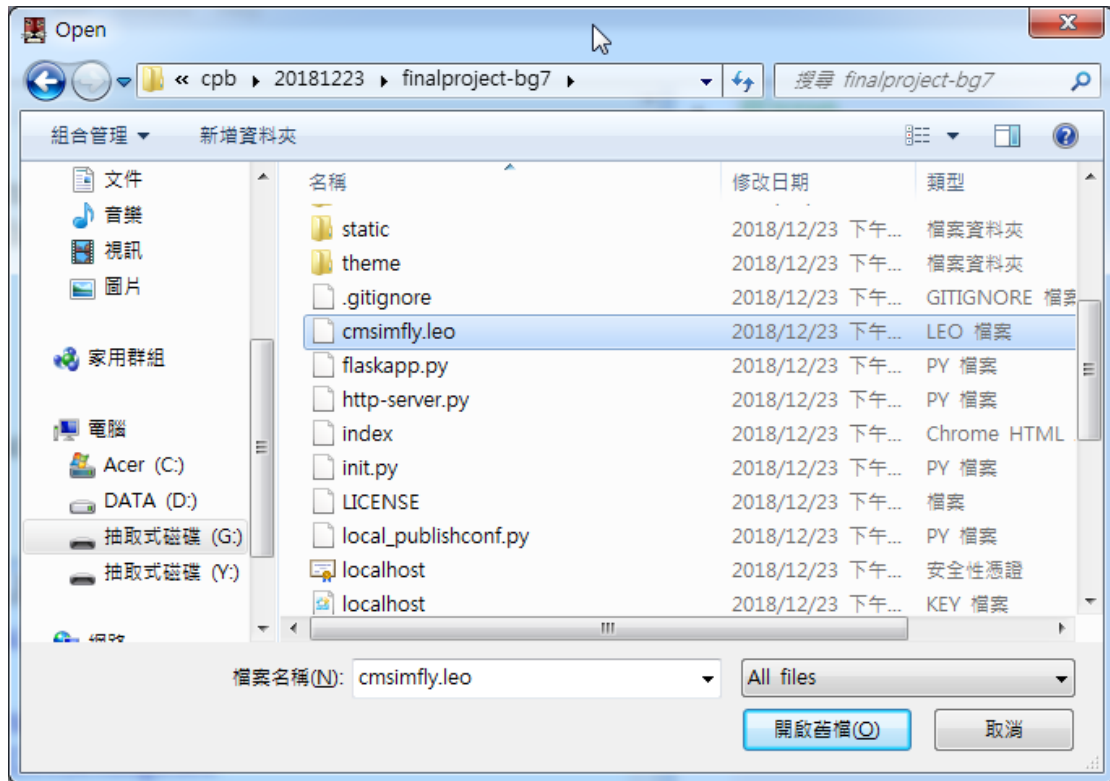 Open
« cpb ▸ 20181223 ▸ finalproject-bg7 ▸
搜尋 finalproject-bg7
組合管理 ▼ 新增資料夾
文件
音樂
視訊
圖片
家用群組
電腦
Acer (C:)
DATA (D:)
抽取式磁碟 (G:)
抽取式磁碟 (Y:)
網路
名稱 修改日期 類型
static 2018/12/23 下午... 檔案資料夾
theme 2018/12/23 下午... 檔案資料夾
.gitignore 2018/12/23 下午... GITIGNORE 檔案
cmsimfly.leo 2018/12/23 下午... LEO 檔案
flaskapp.py 2018/12/23 下午... PY 檔案
http-server.py 2018/12/23 下午... PY 檔案
index 2018/12/23 下午... Chrome HTML
init.py 2018/12/23 下午... PY 檔案
LICENSE 2018/12/23 下午... 檔案
local_publishconf.py 2018/12/23 下午... PY 檔案
localhost 2018/12/23 下午... 安全性憑證
localhost 2018/12/23 下午... KEY 檔案
檔案名稱(N): cmsimfly.leo All files
開啟舊檔(O) 取消